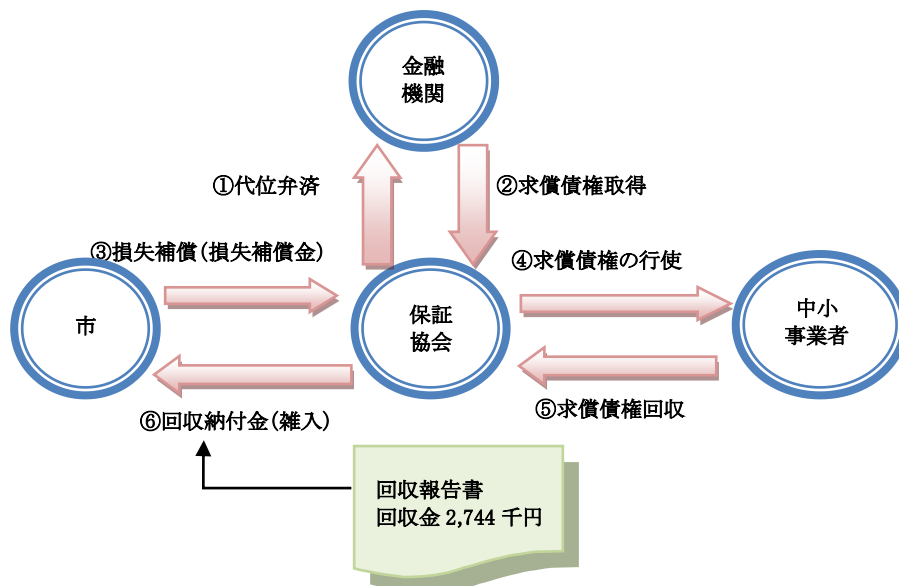 金融
機関
①代位弁済
②求償債権取得
③損失補償(損失補償金)
④求償債権の行使
市
保証
協会
中小
事業者
⑤求償債権回収
⑥回収納付金(雑入)
回収報告書
回収金 2,744 千円